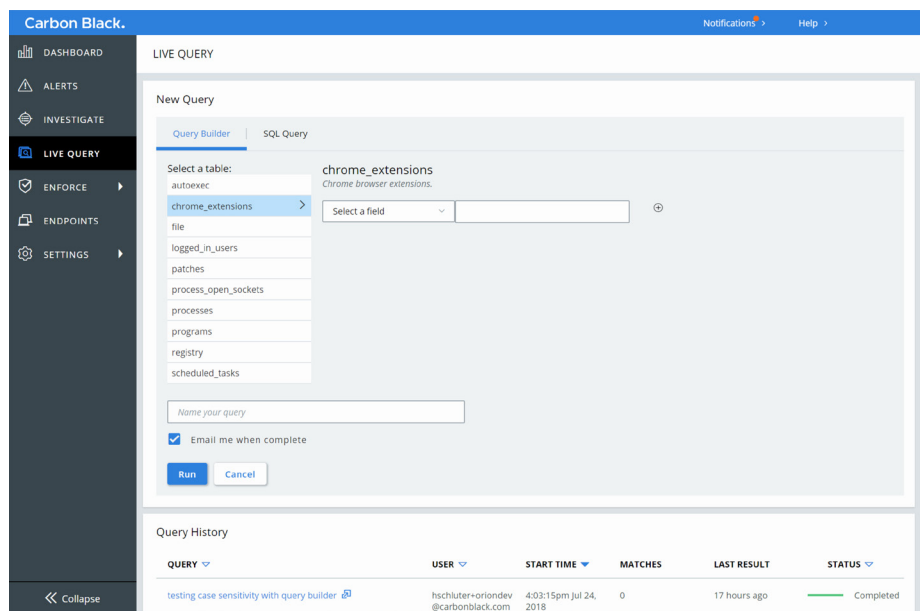 Carbon Black.
Notifications
Help
DASHBOARD
ALERTS
INVESTIGATE
LIVE QUERY
ENFORCE
ENDPOINTS
SETTINGS
Collapse
LIVE QUERY
New Query
Query Builder
SQL Query
Select a table:
autoexec
chrome_extensions
file
logged_in_users
patches
process_open_sockets
processes
programs
registry
scheduled_tasks
chrome_extensions
Chrome browser extensions.
Select a field
Name your query
Email me when complete
Run
Cancel
Query History
QUERY USER START TIME MATCHES LAST RESULT STATUS
testing case sensitivity with query builder hschluter+oriondev 4:03:15pm Jul 24, 0 17 hours ago Completed
@carbonblack.com 2018